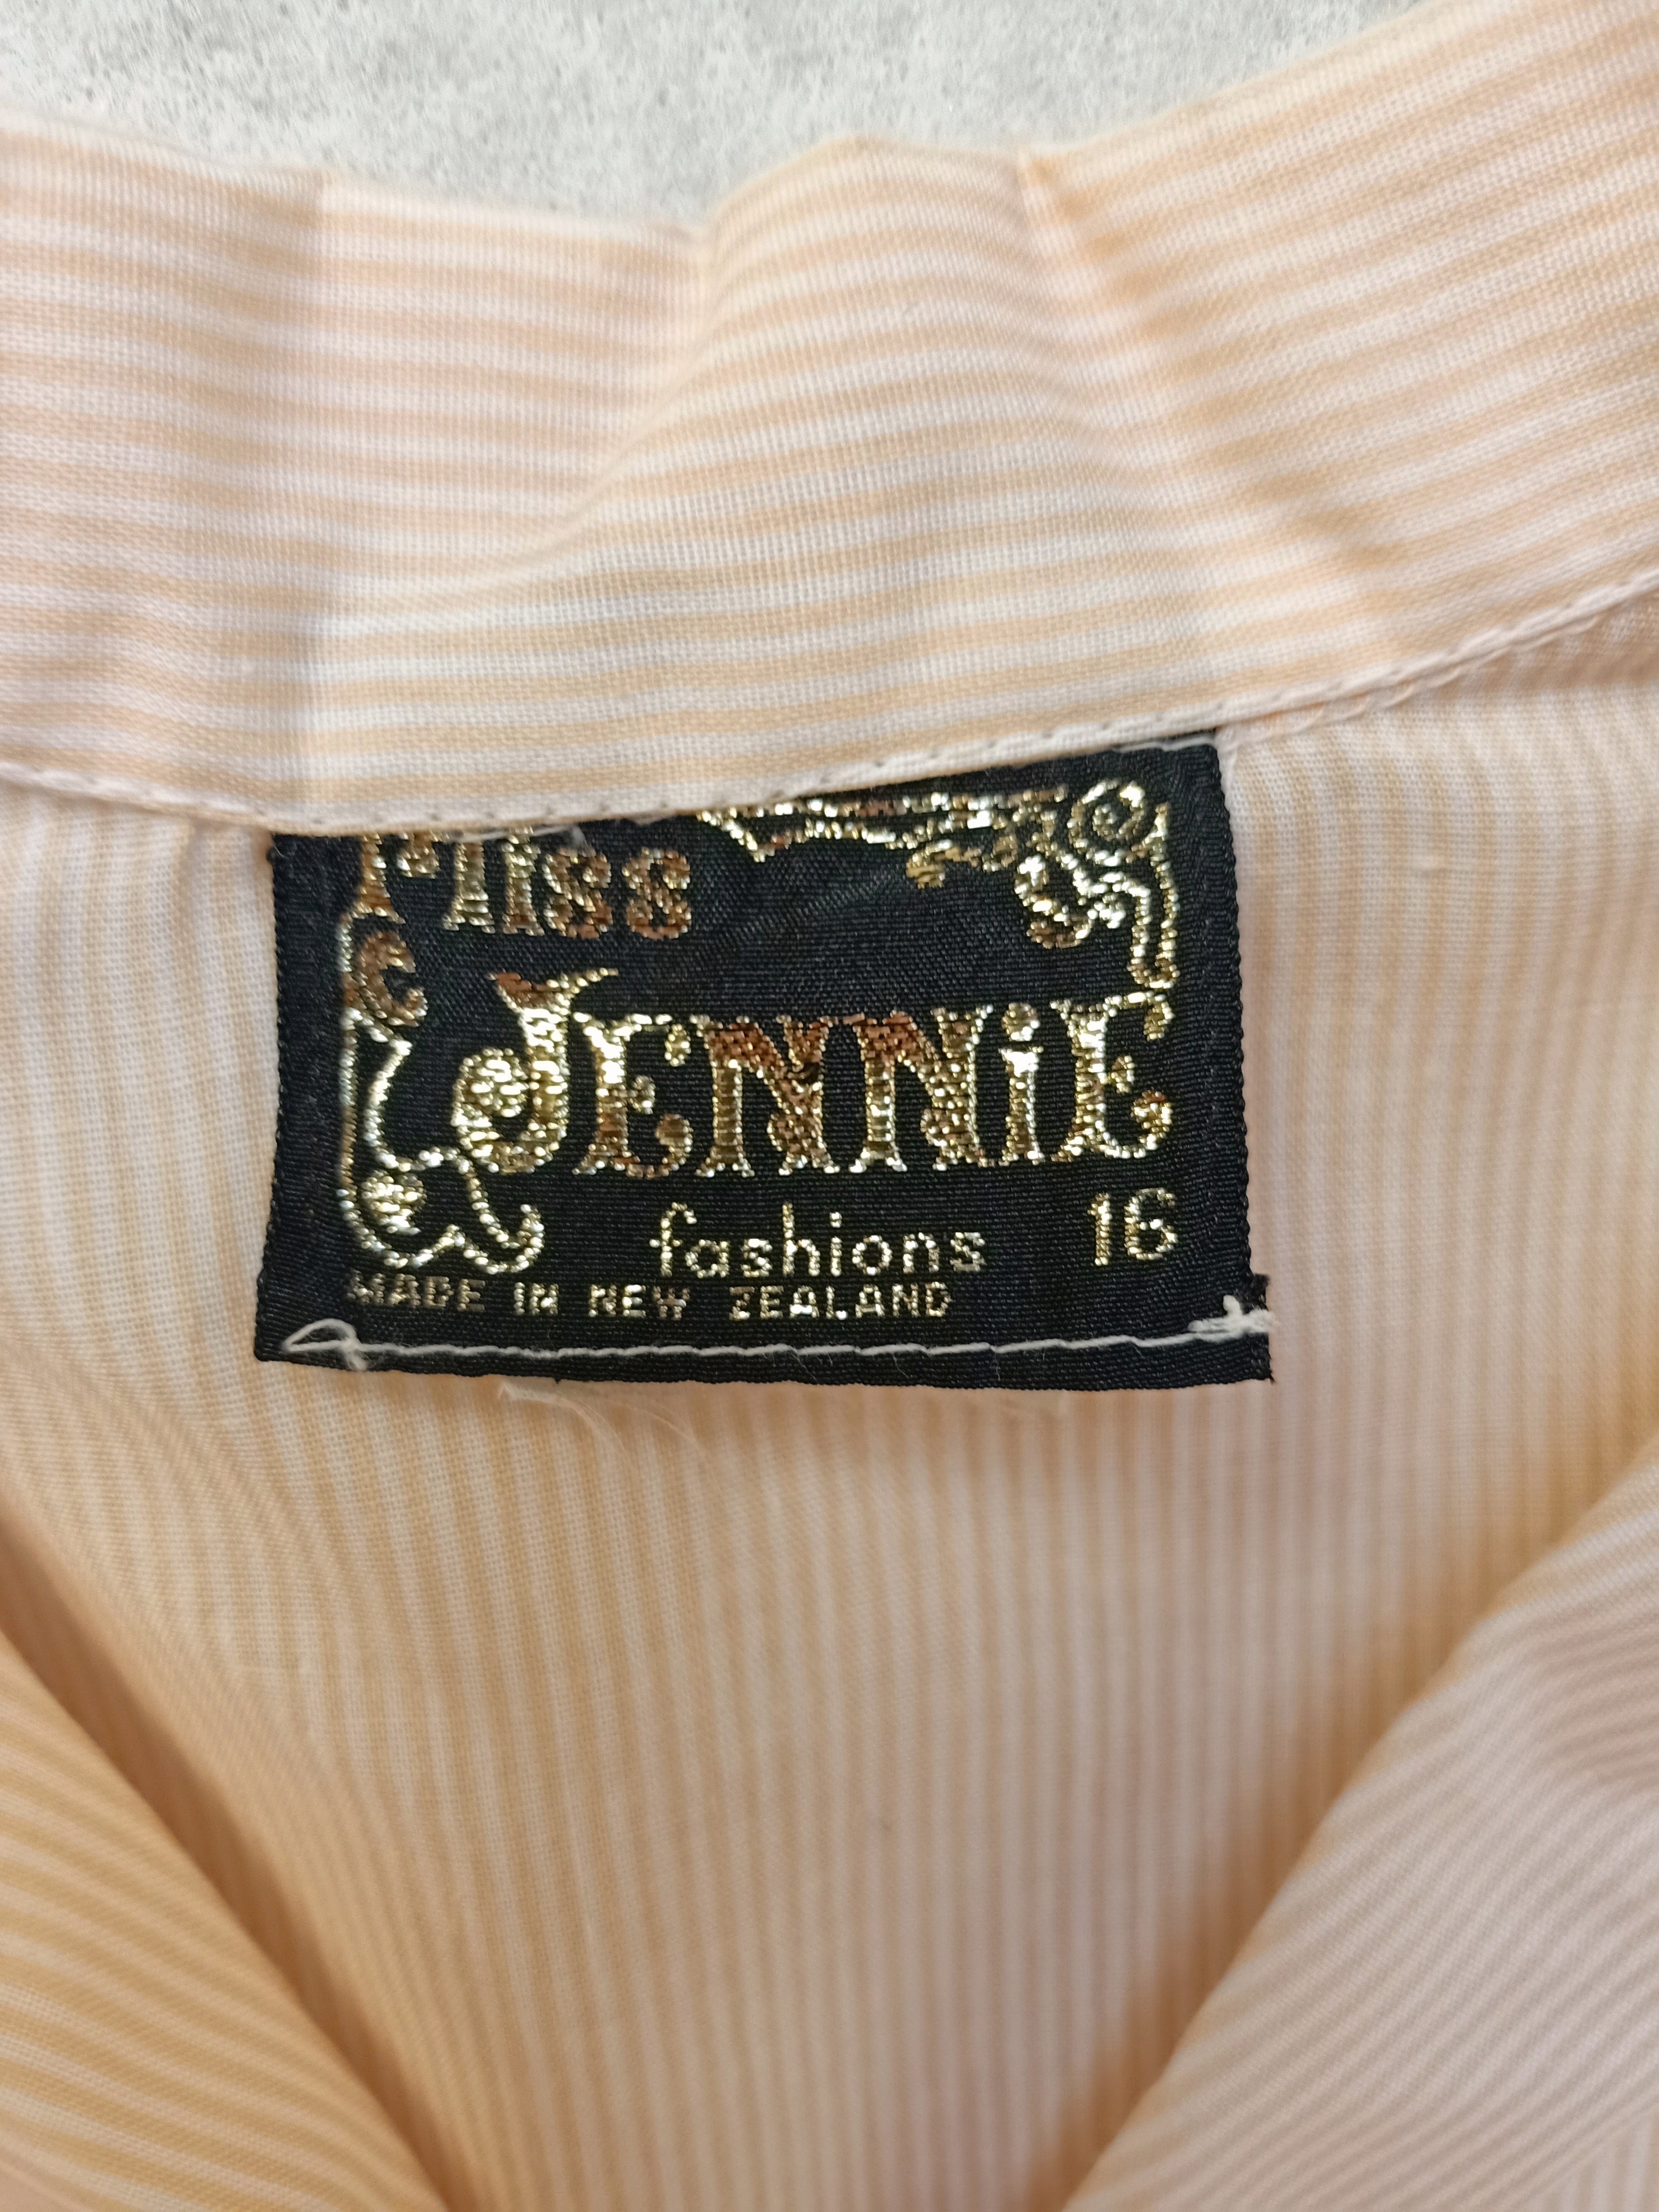 Miss
JENNiE
fashions 16
MADE IN NEW ZEALAND